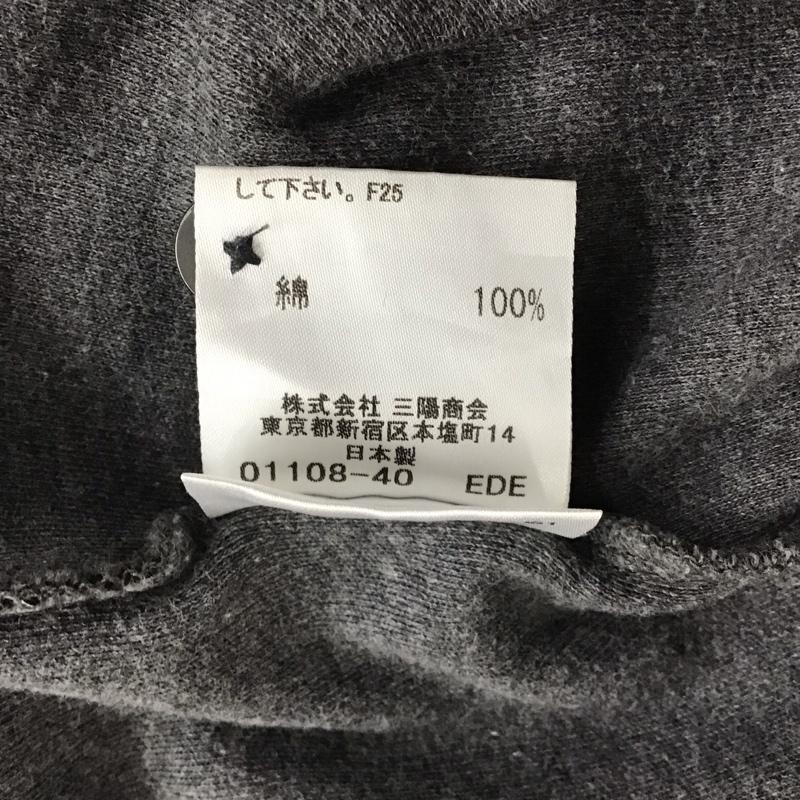 して下さい。F25
綿 100%
株式会社 三陽商会
東京都新宿区本塩町14
日本製
01108-40 EDE